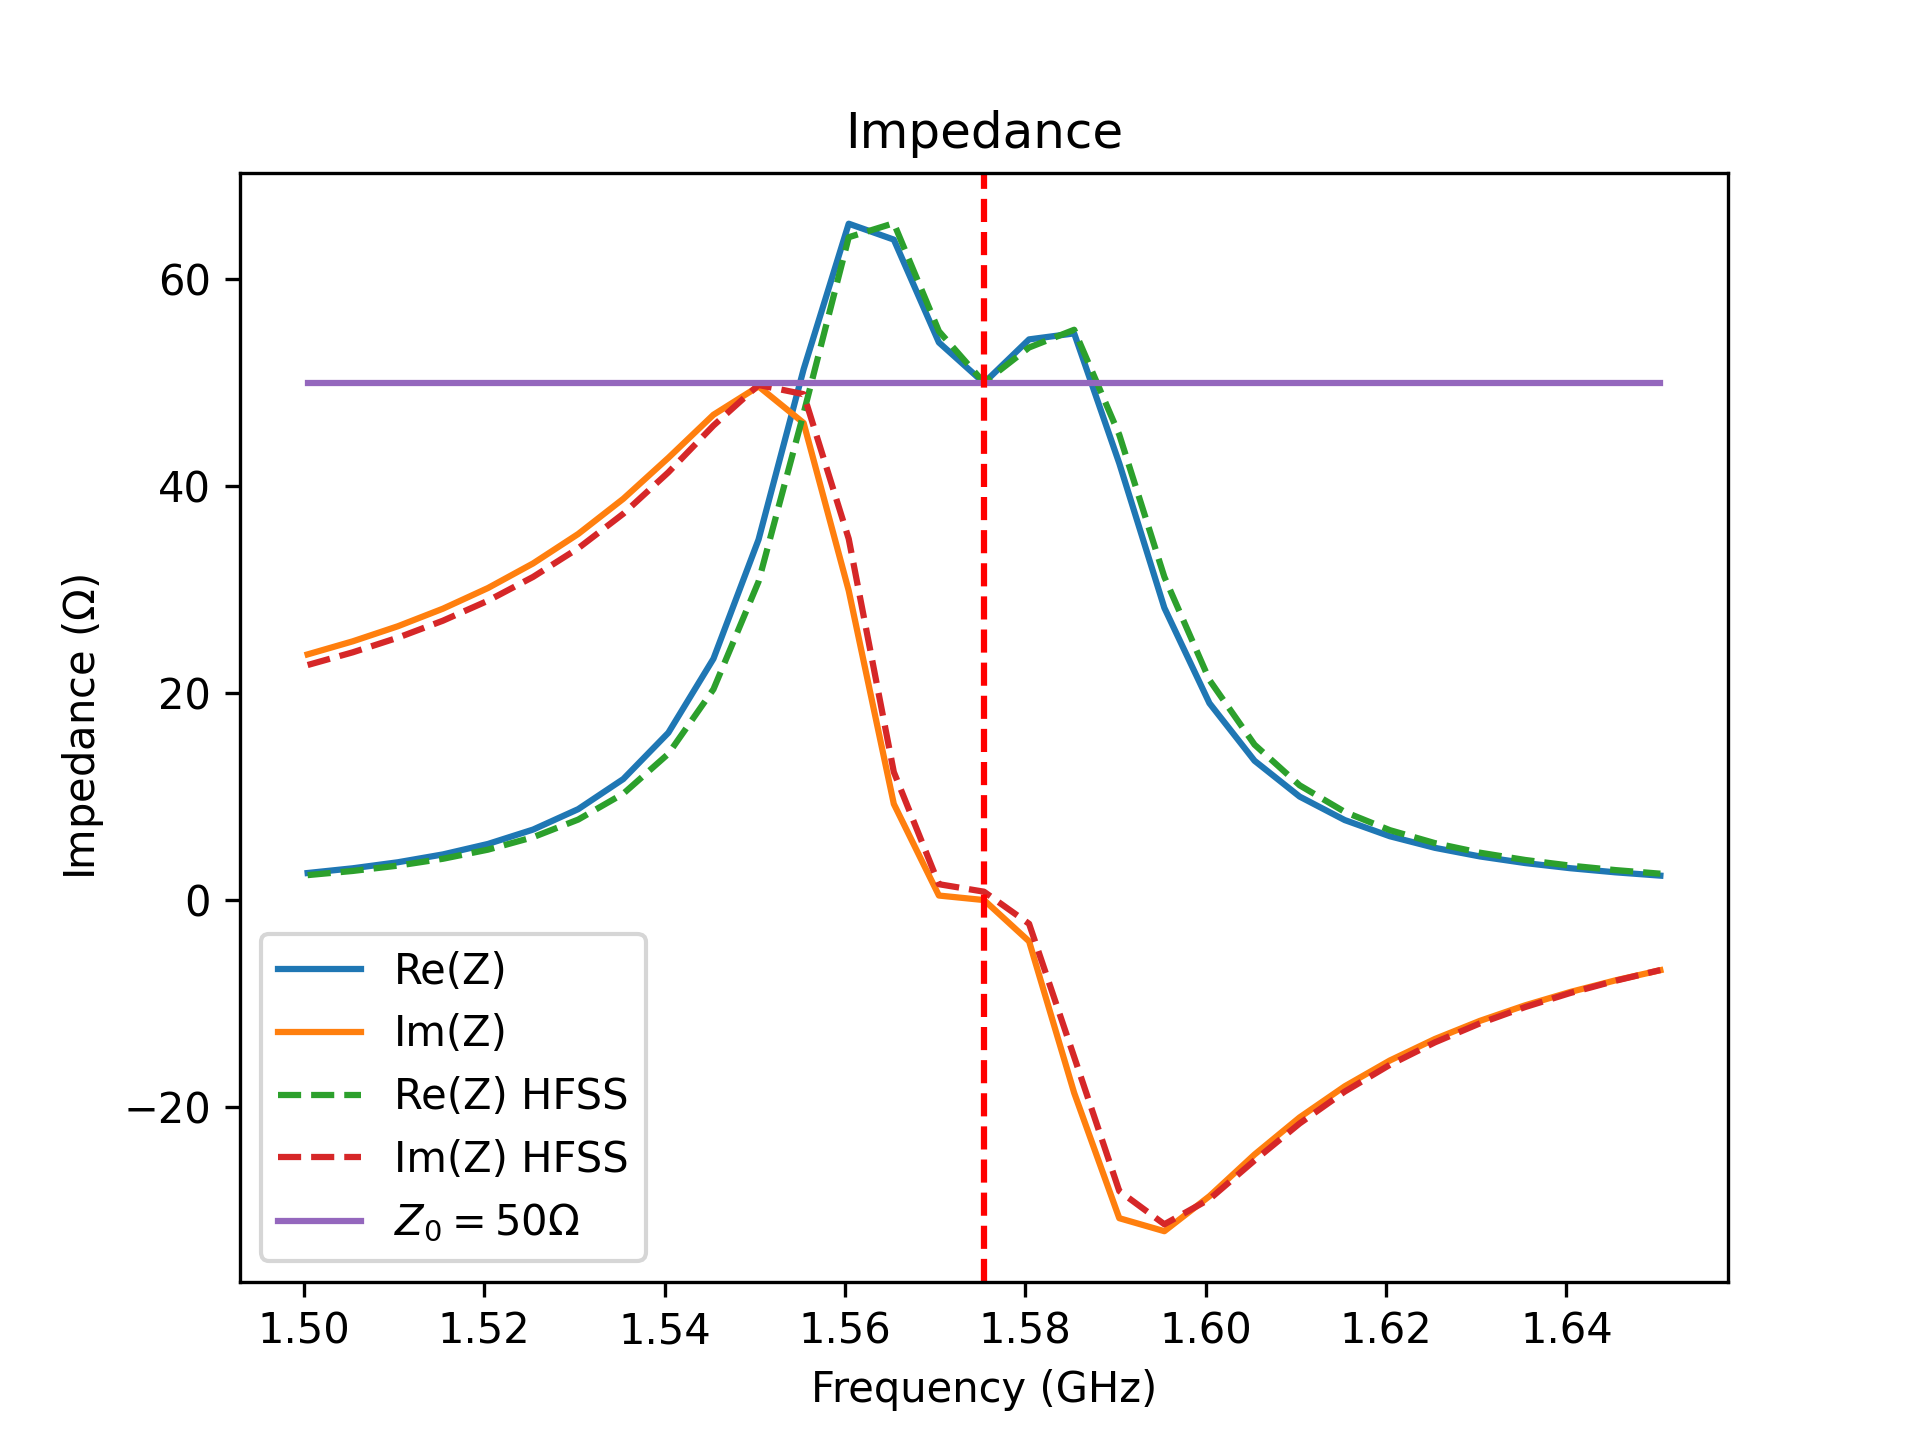 Impedance
Impedance (Ω)
60
40
20
0
−20
Re(Z)
Im(Z)
Re(Z) HFSS
Im(Z) HFSS
Z₀ = 50Ω
1.50 1.52 1.54 1.56 1.58 1.60 1.62 1.64
Frequency (GHz)